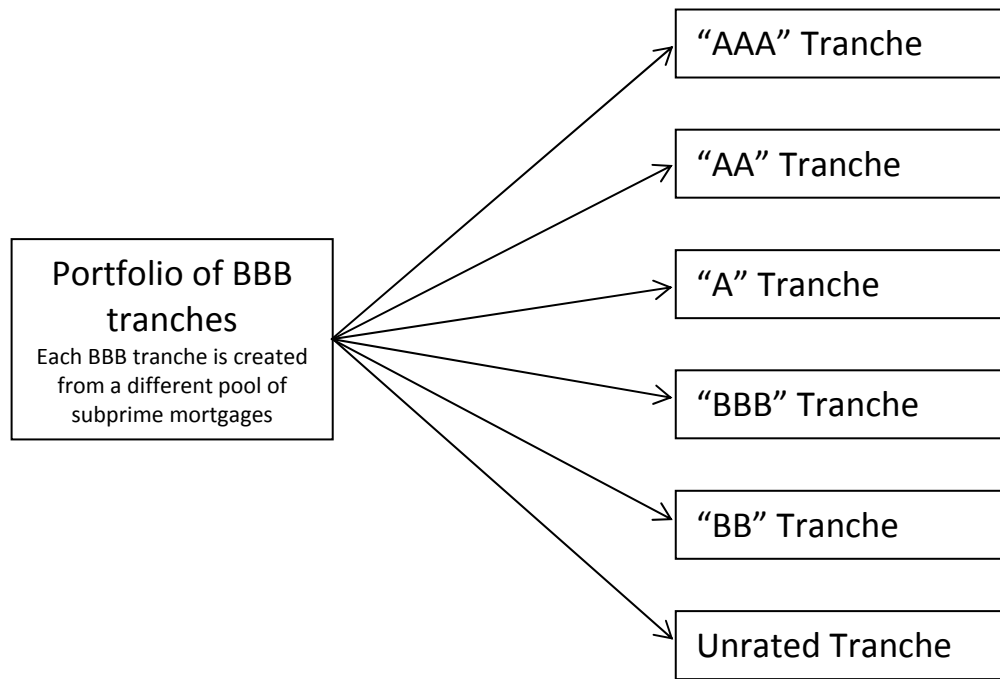 “AAA” Tranche
“AA” Tranche
Portfolio of BBB
tranches
Each BBB tranche is created
from a different pool of
subprime mortgages
“A” Tranche
“BBB” Tranche
“BB” Tranche
Unrated Tranche